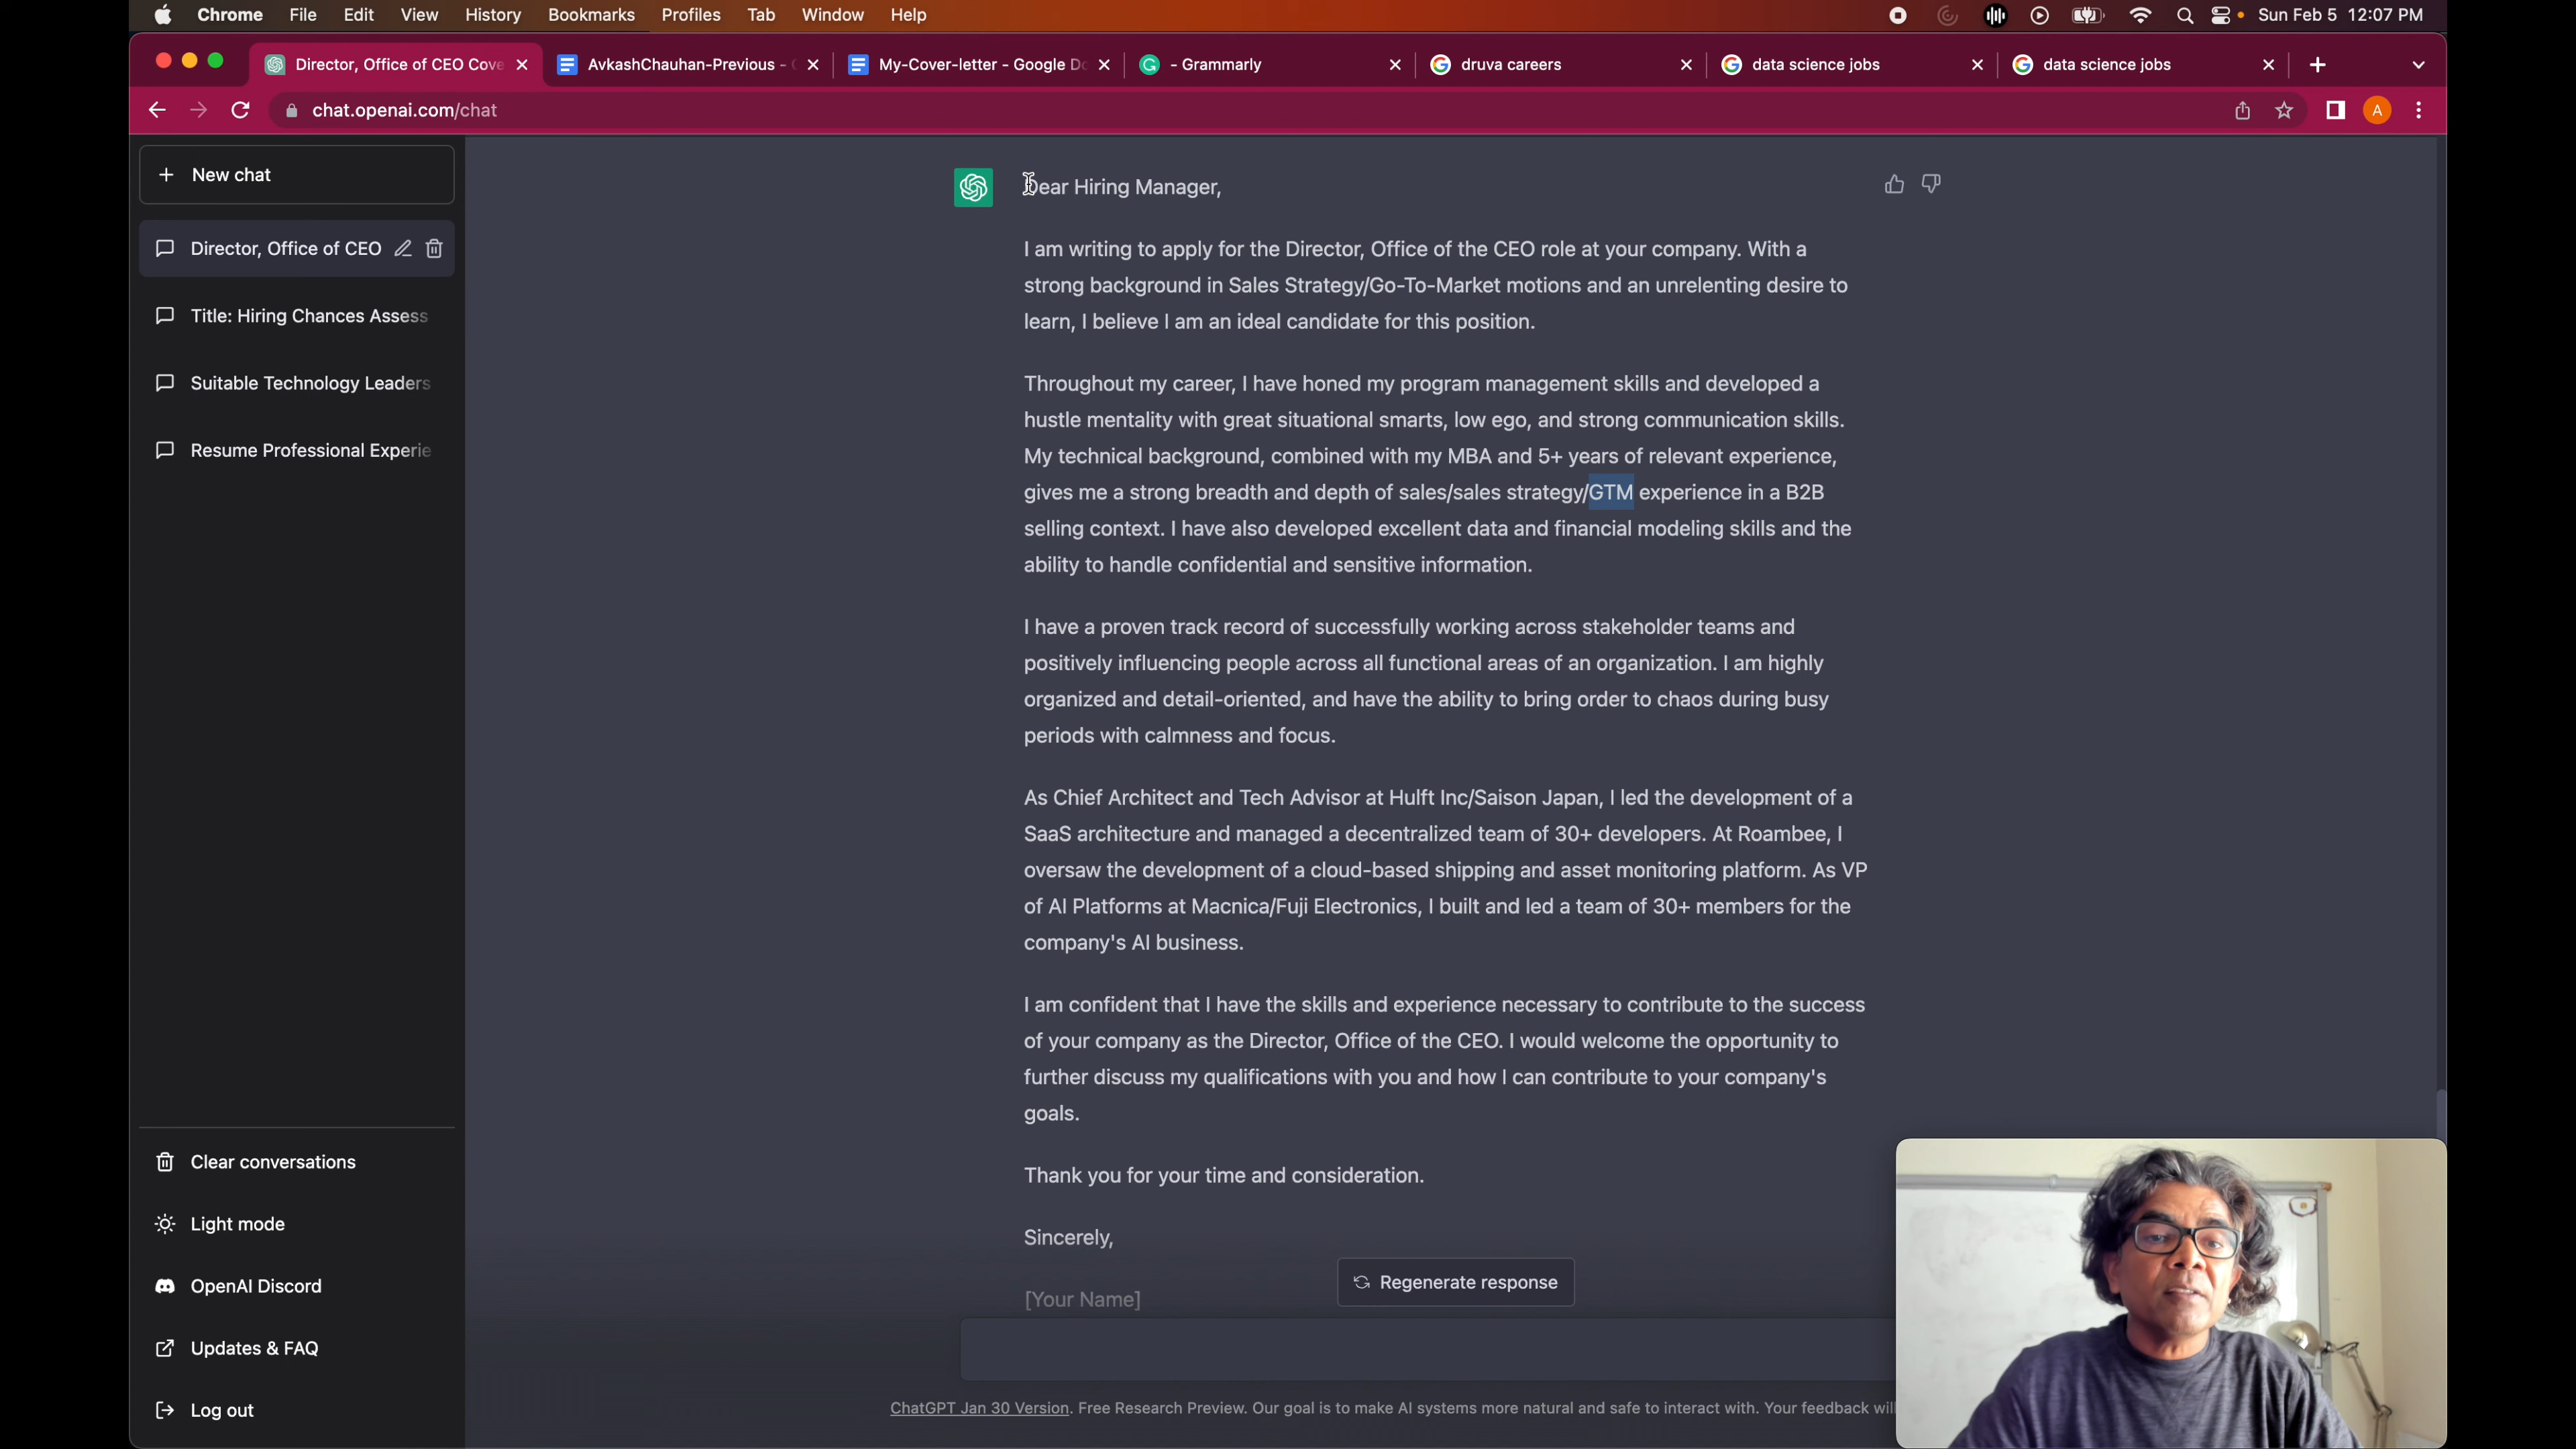 Chrome File Edit View History Bookmarks Profiles Tab Window Help Sun Feb 5 12:07 PM
Director, Office of CEO Cove AvkashChauhan-Previous - My-Cover-letter - Google Do - Grammarly druva careers data science jobs data science jobs
chat.openai.com/chat A
New chat
Director, Office of CEO
Title: Hiring Chances Assess
Suitable Technology Leaders
Resume Professional Experie
Clear conversations
Light mode
OpenAI Discord
Updates & FAQ
Log out
Dear Hiring Manager,
I am writing to apply for the Director, Office of the CEO role at your company. With a
strong background in Sales Strategy/Go-To-Market motions and an unrelenting desire to
learn, I believe I am an ideal candidate for this position.
Throughout my career, I have honed my program management skills and developed a
hustle mentality with great situational smarts, low ego, and strong communication skills.
My technical background, combined with my MBA and 5+ years of relevant experience,
gives me a strong breadth and depth of sales/sales strategy/GTM experience in a B2B
selling context. I have also developed excellent data and financial modeling skills and the
ability to handle confidential and sensitive information.
I have a proven track record of successfully working across stakeholder teams and
positively influencing people across all functional areas of an organization. I am highly
organized and detail-oriented, and have the ability to bring order to chaos during busy
periods with calmness and focus.
As Chief Architect and Tech Advisor at Hulft Inc/Saison Japan, I led the development of a
SaaS architecture and managed a decentralized team of 30+ developers. At Roambee, I
oversaw the development of a cloud-based shipping and asset monitoring platform. As VP
of AI Platforms at Macnica/Fuji Electronics, I built and led a team of 30+ members for the
company's AI business.
I am confident that I have the skills and experience necessary to contribute to the success
of your company as the Director, Office of the CEO. I would welcome the opportunity to
further discuss my qualifications with you and how I can contribute to your company's
goals.
Thank you for your time and consideration.
Sincerely,
[Your Name]
Regenerate response
ChatGPT Jan 30 Version. Free Research Preview. Our goal is to make AI systems more natural and safe to interact with. Your feedback will